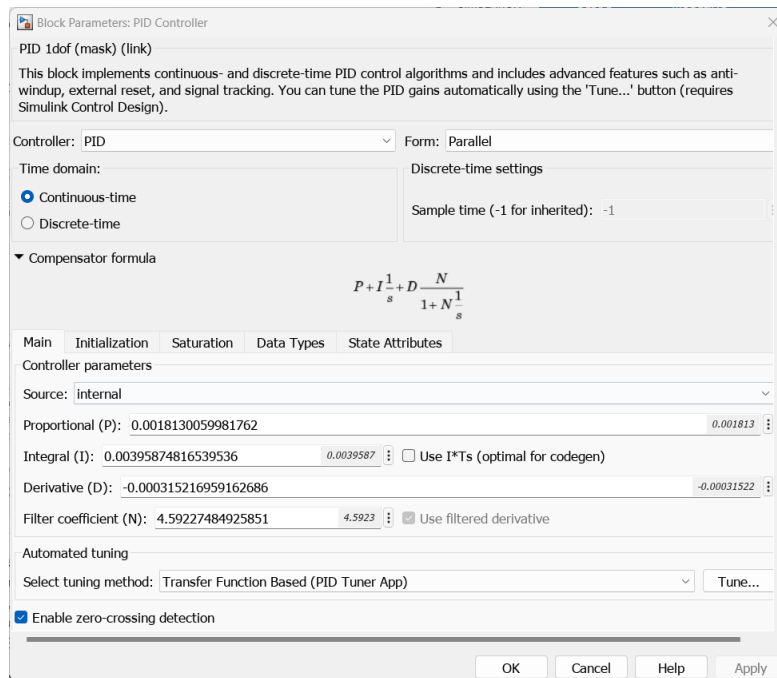 Block Parameters: PID Controller
PID 1dof (mask) (link)
This block implements continuous- and discrete-time PID control algorithms and includes advanced features such as anti-
windup, external reset, and signal tracking. You can tune the PID gains automatically using the 'Tune...' button (requires
Simulink Control Design).
Controller: PID Form: Parallel
Time domain: Discrete-time settings
Continuous-time
Sample time (-1 for inherited): -1
Discrete-time
Compensator formula
P+I 1/s +D N/(1+N 1/s)
Main Initialization Saturation Data Types State Attributes
Controller parameters
Source: internal
Proportional (P): 0.0018130059981762 0.001813
Integral (I): 0.00395874816539536 0.0039587 Use I*Ts (optimal for codegen)
Derivative (D): -0.000315216959162686 -0.00031522
Filter coefficient (N): 4.59227484925851 4.5923 Use filtered derivative
Automated tuning
Select tuning method: Transfer Function Based (PID Tuner App) Tune...
Enable zero-crossing detection
OK Cancel Help Apply